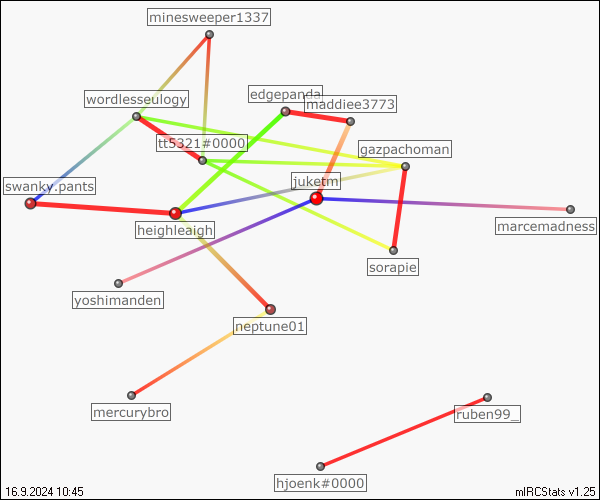 minesweeper1337
wordlesseulogy
edgepanda
maddiee3773
tt5321#0000
gazpachoman
swanky.pants
juketm
heighleaigh
marcemadness
sorapie
yoshimanden
neptune01
mercurybro
ruben99_
hjoenk#0000
16.9.2024 10:45
mIRCStats v1.25